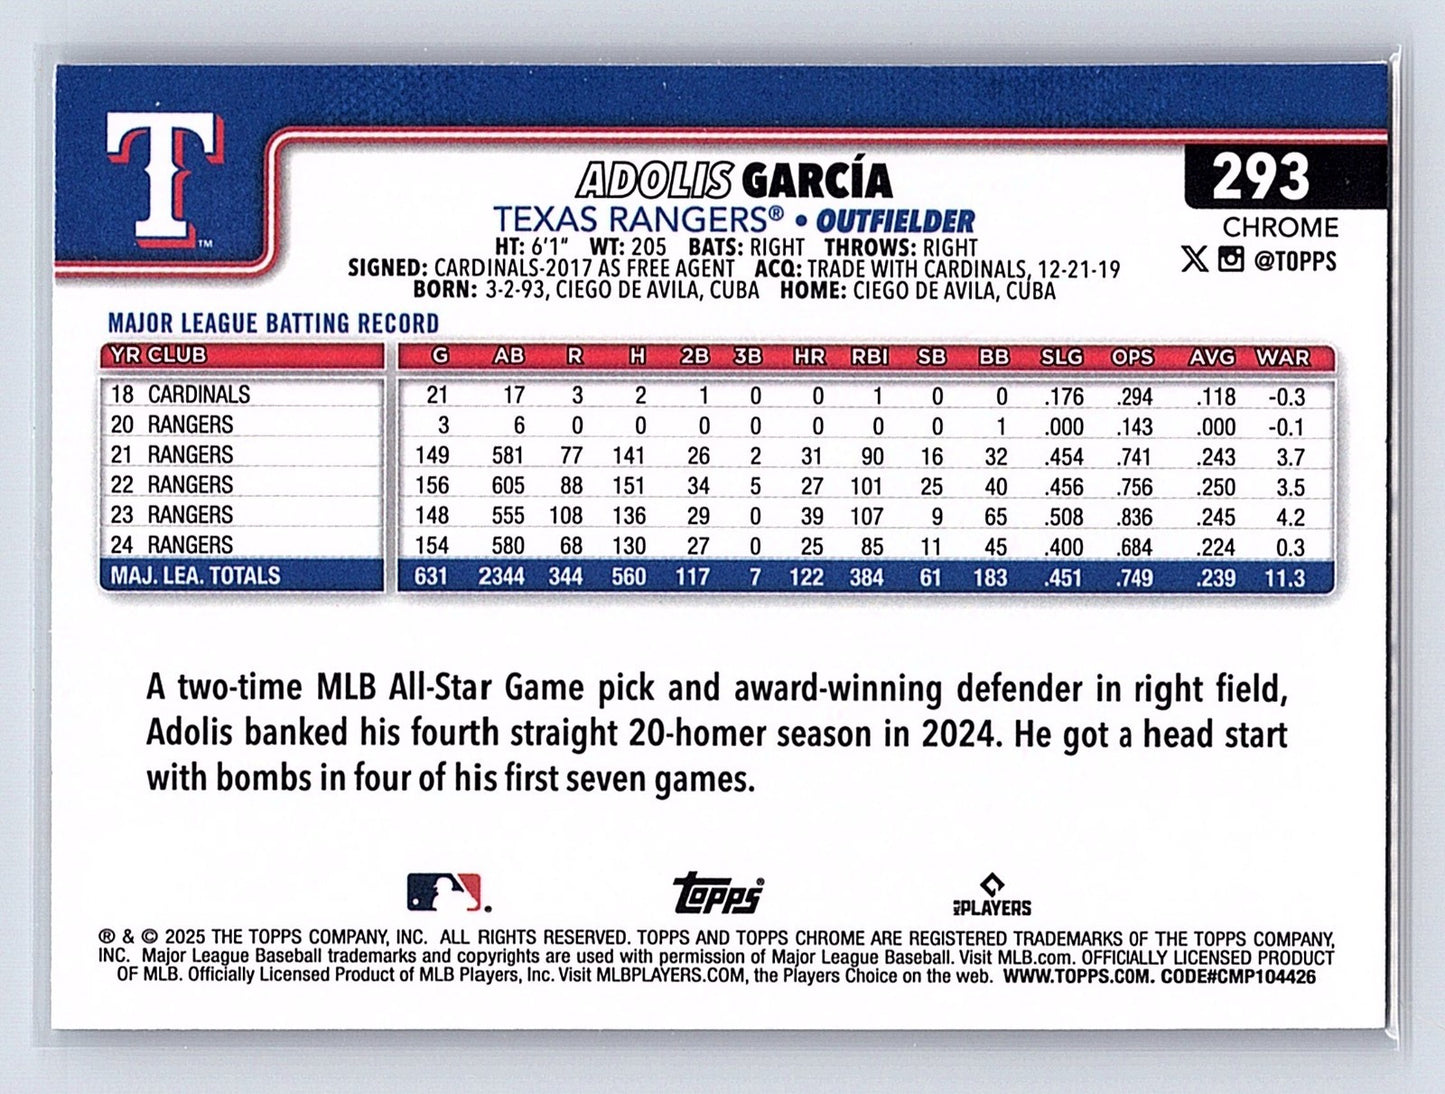 T ™
ADOLIS GARCÍA
293
TEXAS RANGERS® • OUTFIELDER
CHROME
HT: 6'1" WT: 205 BATS: RIGHT THROWS: RIGHT
SIGNED: CARDINALS-2017 AS FREE AGENT ACQ: TRADE WITH CARDINALS, 12-21-19
X @TOPPS
BORN: 3-2-93, CIEGO DE AVILA, CUBA HOME: CIEGO DE AVILA, CUBA
MAJOR LEAGUE BATTING RECORD
YR CLUB G AB R H 2B 3B HR RBI SB BB SLG OPS AVG WAR
18 CARDINALS 21 17 3 2 1 0 0 1 0 0 .176 .294 .118 -0.3
20 RANGERS 3 6 0 0 0 0 0 0 0 1 .000 .143 .000 -0.1
21 RANGERS 149 581 77 141 26 2 31 90 16 32 .454 .741 .243 3.7
22 RANGERS 156 605 88 151 34 5 27 101 25 40 .456 .756 .250 3.5
23 RANGERS 148 555 108 136 29 0 39 107 9 65 .508 .836 .245 4.2
24 RANGERS 154 580 68 130 27 0 25 85 11 45 .400 .684 .224 0.3
MAJ. LEA. TOTALS 631 2344 344 560 117 7 122 384 61 183 .451 .749 .239 11.3
A two-time MLB All-Star Game pick and award-winning defender in right field,
Adolis banked his fourth straight 20-homer season in 2024. He got a head start
with bombs in four of his first seven games.
topps®
MLB PLAYERS
® & © 2025 THE TOPPS COMPANY, INC. ALL RIGHTS RESERVED. TOPPS AND TOPPS CHROME ARE REGISTERED TRADEMARKS OF THE TOPPS COMPANY,
INC. Major League Baseball trademarks and copyrights are used with permission of Major League Baseball. Visit MLB.com. OFFICIALLY LICENSED PRODUCT
OF MLB. Officially Licensed Product of MLB Players, Inc. Visit MLBPLAYERS.COM, the Players Choice on the web. WWW.TOPPS.COM. CODE#CMP104426